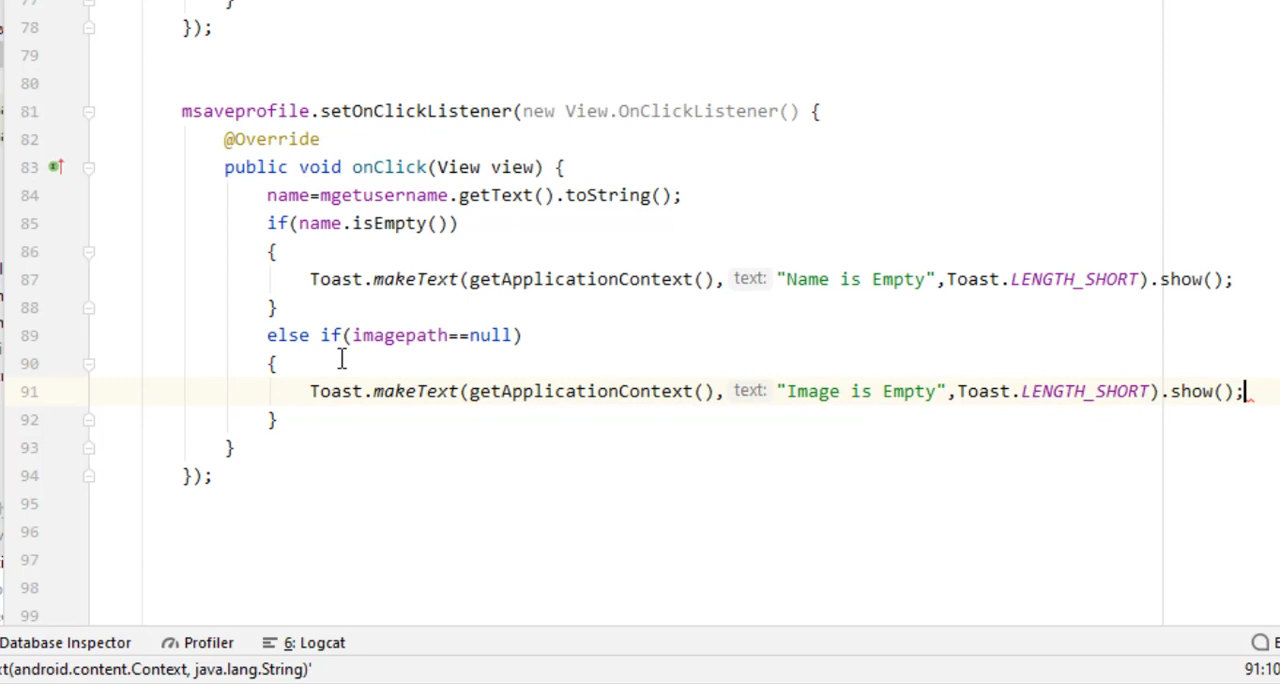 77 }
78 });
79
80
81 msaveprofile.setOnClickListener(new View.OnClickListener() {
82 @Override
83 public void onClick(View view) {
84 name=mgetusername.getText().toString();
85 if(name.isEmpty())
86 {
87 Toast.makeText(getApplicationContext(), text: "Name is Empty",Toast.LENGTH_SHORT).show();
88 }
89 else if(imagepath==null)
90 {
91 Toast.makeText(getApplicationContext(), text: "Image is Empty",Toast.LENGTH_SHORT).show();
92 }
93 }
94 });
95
96
97
98
99
Database Inspector Profiler 6: Logcat
xt(android.content.Context, java.lang.String)' 91:10